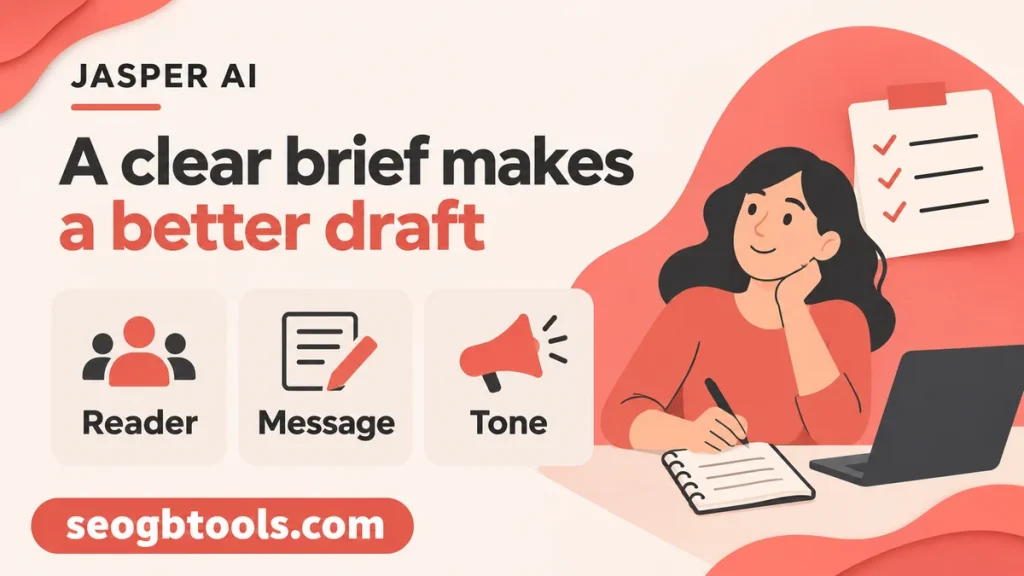 JASPER AI
A clear brief makes
a better draft
Reader
Message
Tone
seogbtools.com